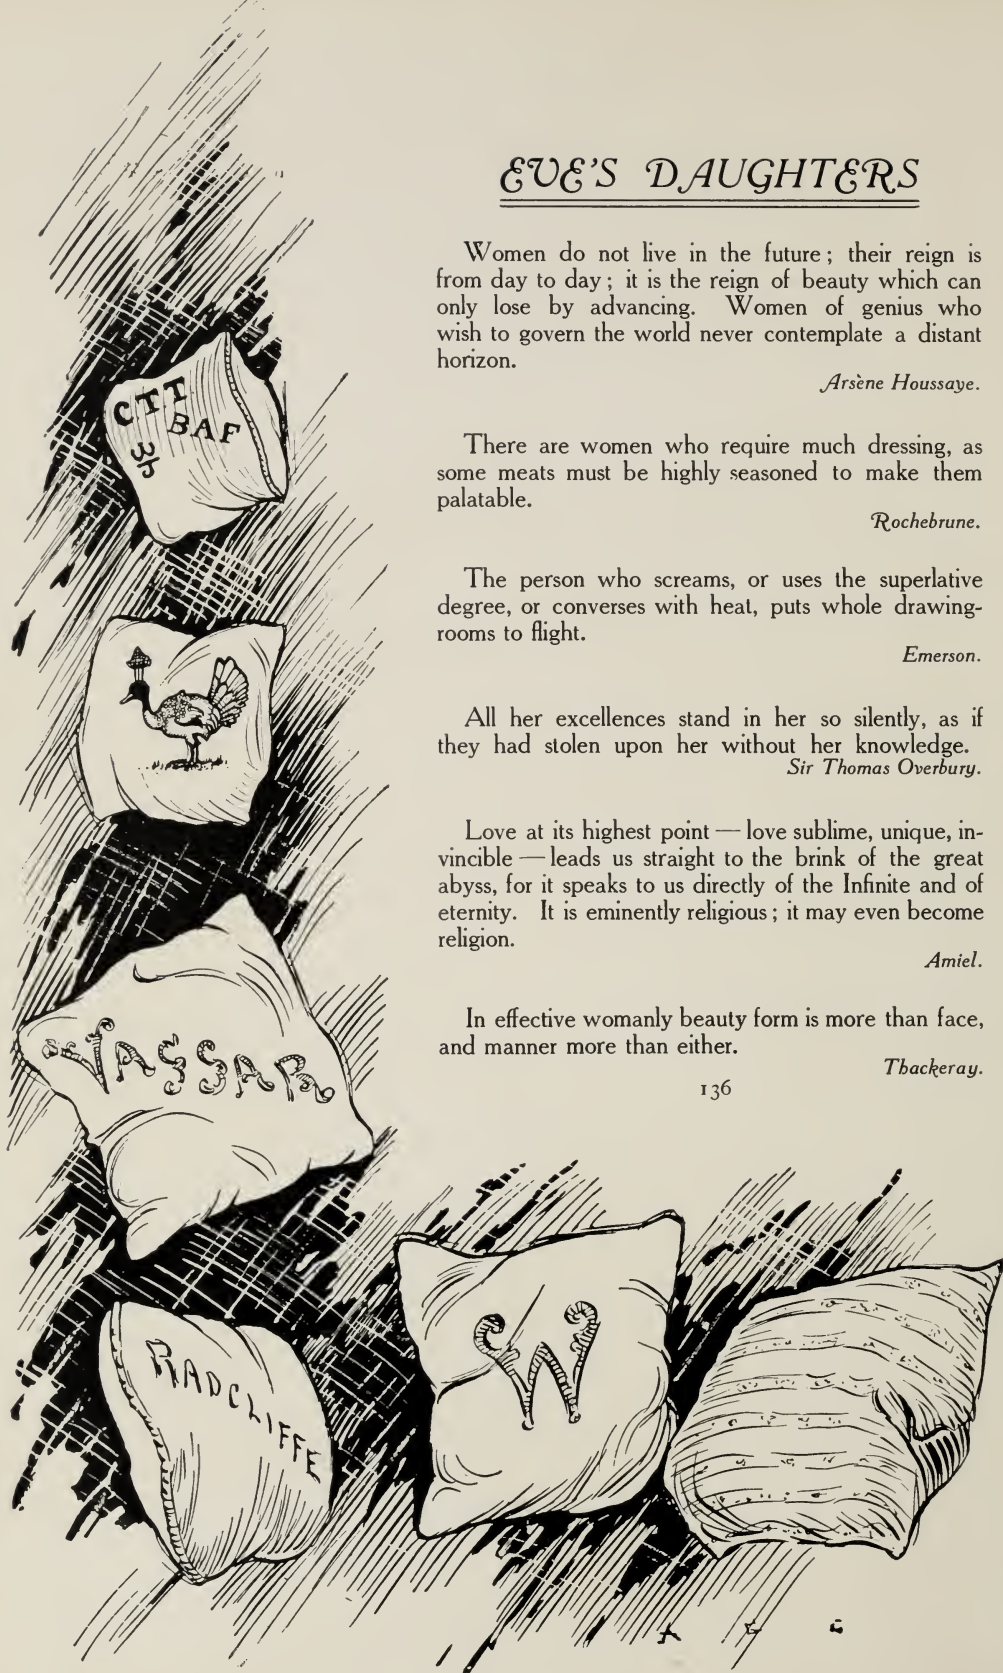 EVE'S DAUGHTERS
Women do not live in the future; their reign is
from day to day; it is the reign of beauty which can
only lose by advancing. Women of genius who
wish to govern the world never contemplate a distant
horizon.
Arsène Houssaye.
There are women who require much dressing, as
some meats must be highly seasoned to make them
palatable.
Rochebrune.
The person who screams, or uses the superlative
degree, or converses with heat, puts whole drawing-
rooms to flight.
Emerson.
All her excellences stand in her so silently, as if
they had stolen upon her without her knowledge.
Sir Thomas Overbury.
Love at its highest point — love sublime, unique, in-
vincible — leads us straight to the brink of the great
abyss, for it speaks to us directly of the Infinite and of
eternity. It is eminently religious; it may even become
religion.
Amiel.
In effective womanly beauty form is more than face,
and manner more than either.
Thackeray.
136
CTT
BAF
VASSAR
RADCLIFFE
W